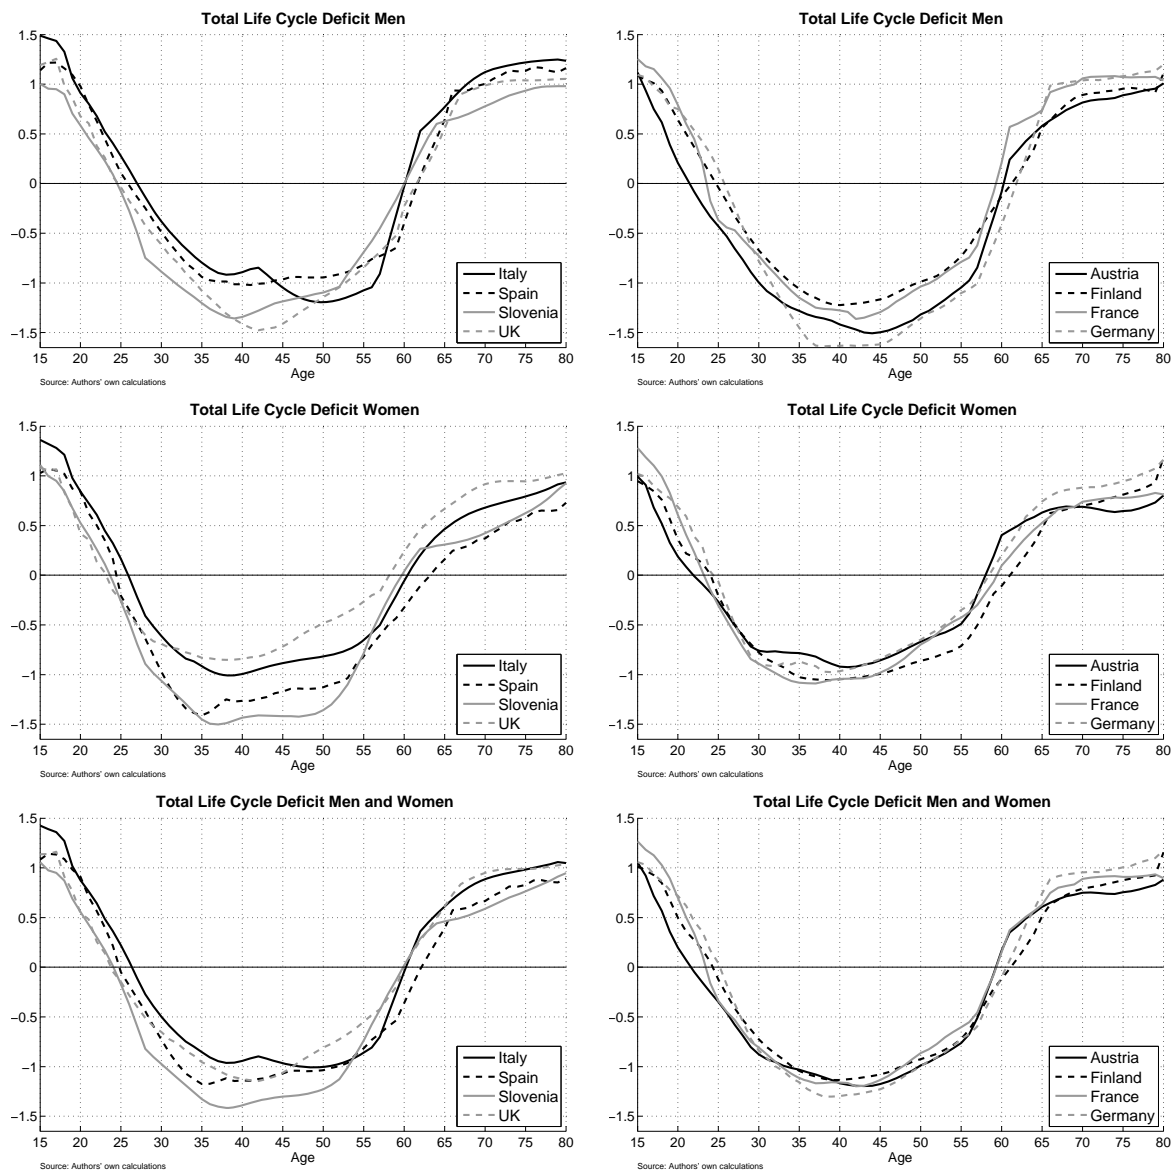 Total Life Cycle Deficit Men
1.5
1
0.5
0
−0.5
−1
−1.5
15 20 25 30 35 40 45 50 55 60 65 70 75 80
Age
Italy
Spain
Slovenia
UK
Source: Authors' own calculations
Total Life Cycle Deficit Men
1.5
1
0.5
0
−0.5
−1
−1.5
15 20 25 30 35 40 45 50 55 60 65 70 75 80
Age
Austria
Finland
France
Germany
Source: Authors' own calculations
Total Life Cycle Deficit Women
1.5
1
0.5
0
−0.5
−1
−1.5
15 20 25 30 35 40 45 50 55 60 65 70 75 80
Age
Italy
Spain
Slovenia
UK
Source: Authors' own calculations
Total Life Cycle Deficit Women
1.5
1
0.5
0
−0.5
−1
−1.5
15 20 25 30 35 40 45 50 55 60 65 70 75 80
Age
Austria
Finland
France
Germany
Source: Authors' own calculations
Total Life Cycle Deficit Men and Women
1.5
1
0.5
0
−0.5
−1
−1.5
15 20 25 30 35 40 45 50 55 60 65 70 75 80
Age
Italy
Spain
Slovenia
UK
Source: Authors' own calculations
Total Life Cycle Deficit Men and Women
1.5
1
0.5
0
−0.5
−1
−1.5
15 20 25 30 35 40 45 50 55 60 65 70 75 80
Age
Austria
Finland
France
Germany
Source: Authors' own calculations